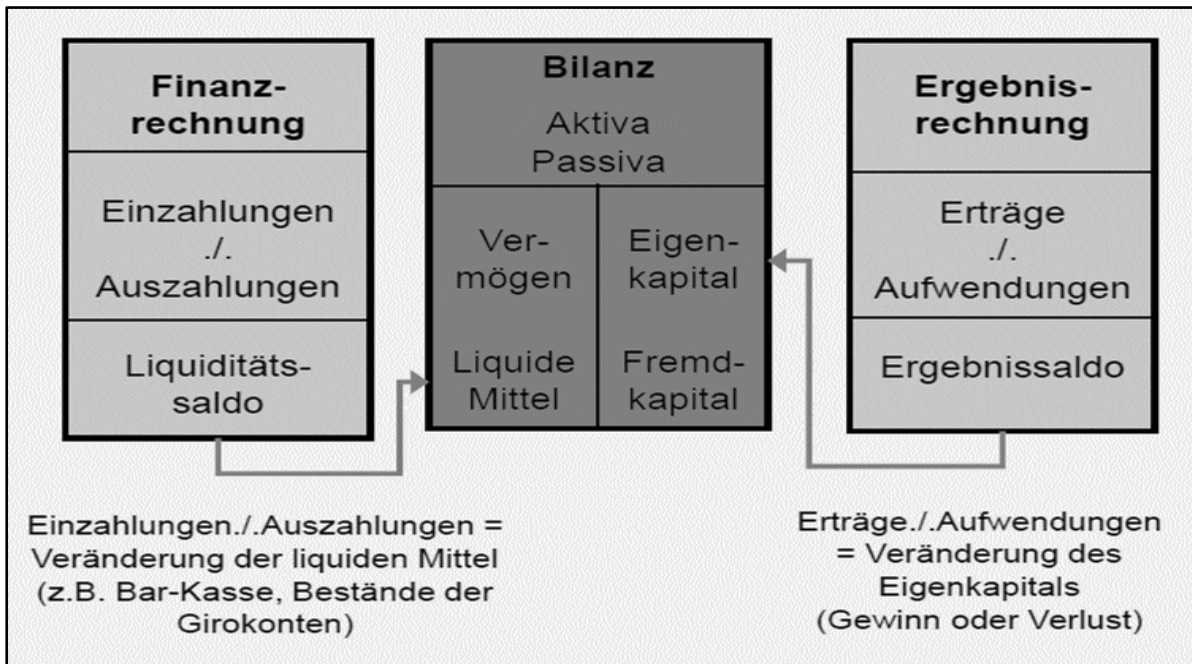 Finanz-
rechnung
Einzahlungen
./.
Auszahlungen
Liquiditäts-
saldo
Bilanz
Aktiva
Passiva
Ver-
mögen
Liquide
Mittel
Eigen-
kapital
Fremd-
kapital
Ergebnis-
rechnung
Erträge
./.
Aufwendungen
Ergebnissaldo
Einzahlungen./.Auszahlungen =
Veränderung der liquiden Mittel
(z.B. Bar-Kasse, Bestände der
Girokonten)
Erträge./.Aufwendungen
= Veränderung des
Eigenkapitals
(Gewinn oder Verlust)